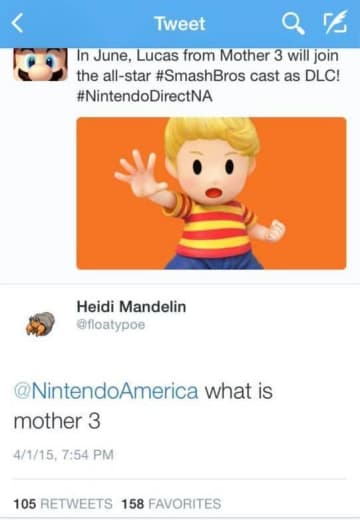 Tweet
In June, Lucas from Mother 3 will join
the all-star #SmashBros cast as DLC!
#NintendoDirectNA
Heidi Mandelin
@floatypoe
@NintendoAmerica what is
mother 3
4/1/15, 7:54 PM
105 RETWEETS 158 FAVORITES